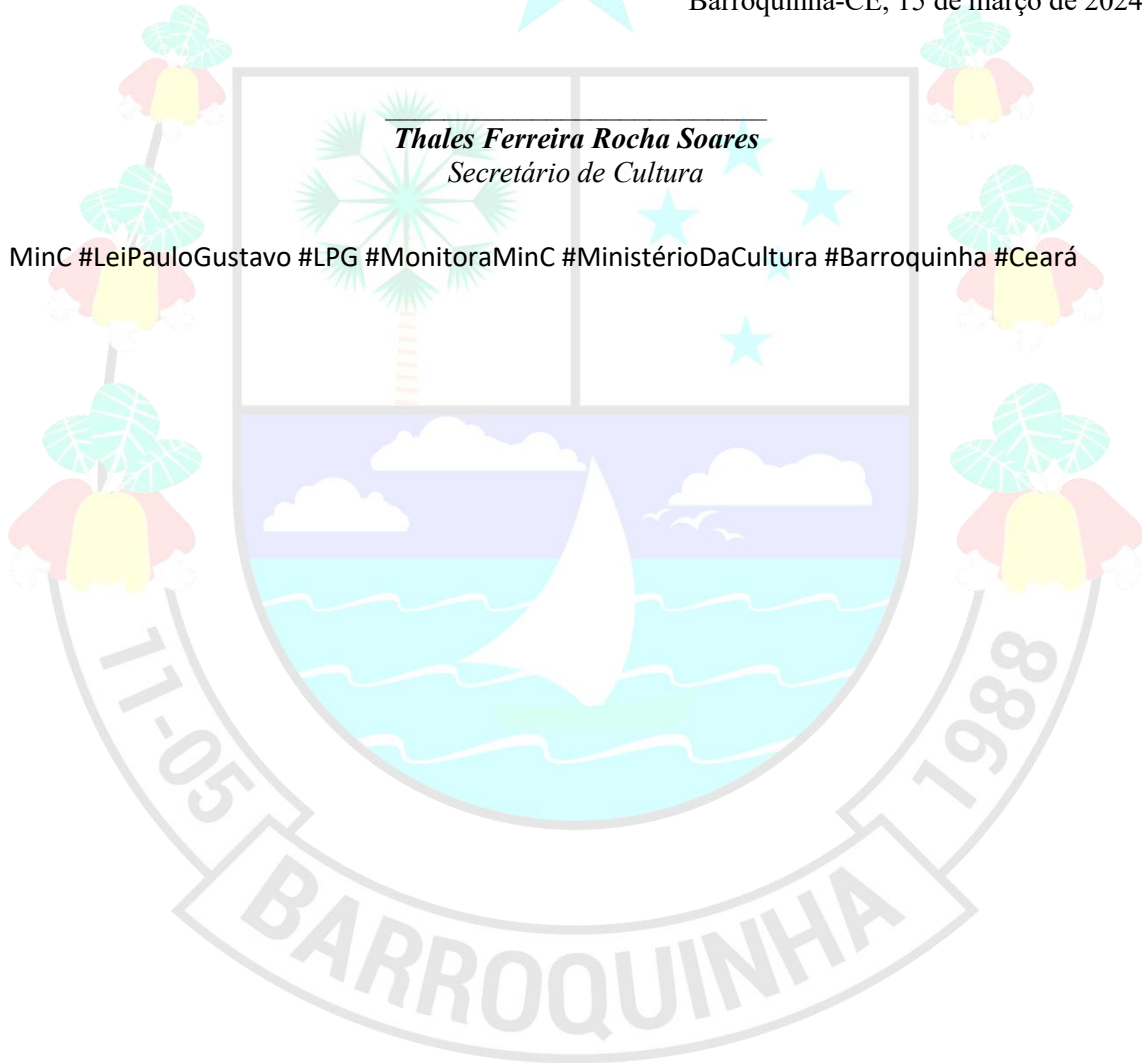 Barroquinha-CE, 15 de março de 2024
Thales Ferreira Rocha Soares
Secretário de Cultura
MinC #LeiPauloGustavo #LPG #MonitoraMinC #MinistérioDaCultura #Barroquinha #Ceará
11-05
BARROQUINHA
1988